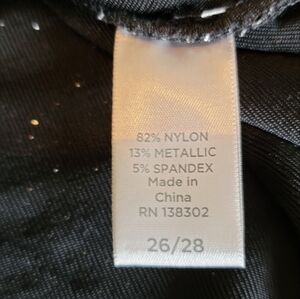 82% NYLON
13% METALLIC
5% SPANDEX
Made in
China
RN 138302
26/28